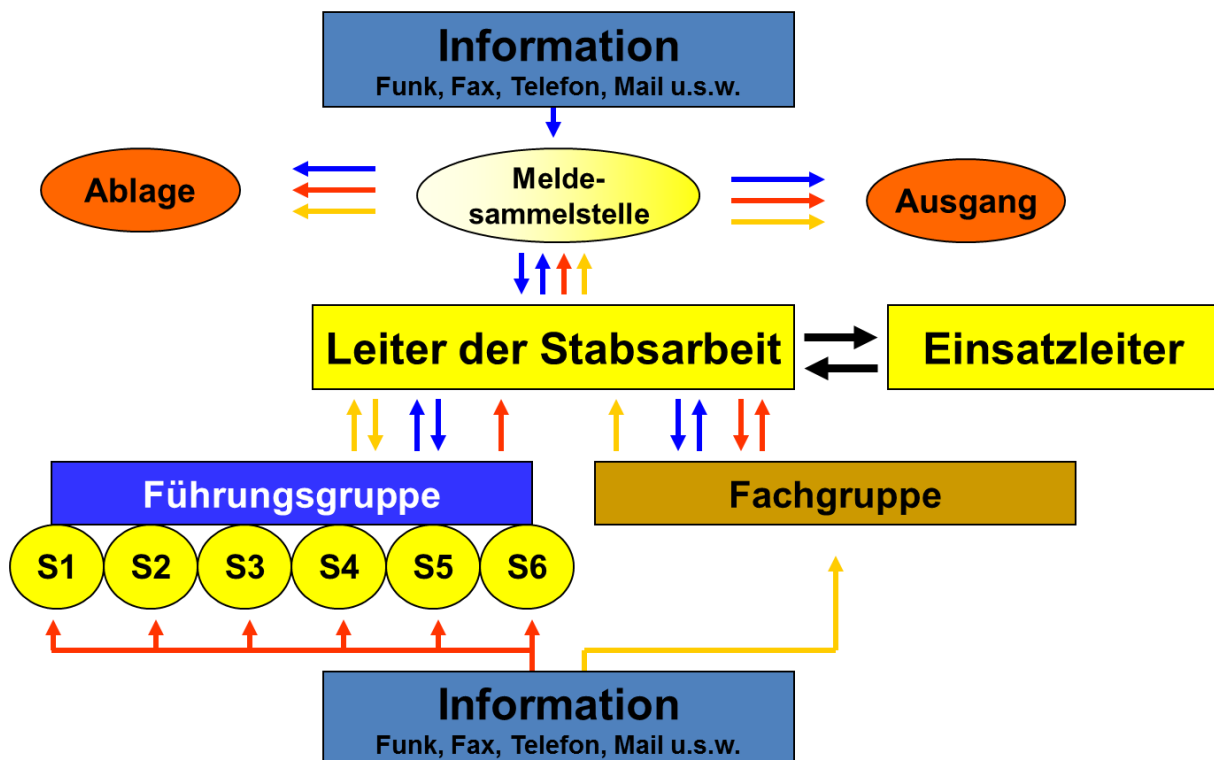 Information
Funk, Fax, Telefon, Mail u.s.w.
Ablage
Melde-
sammelstelle
Ausgang
Leiter der Stabsarbeit
Einsatzleiter
Führungsgruppe
Fachgruppe
S1 S2 S3 S4 S5 S6
Information
Funk, Fax, Telefon, Mail u.s.w.